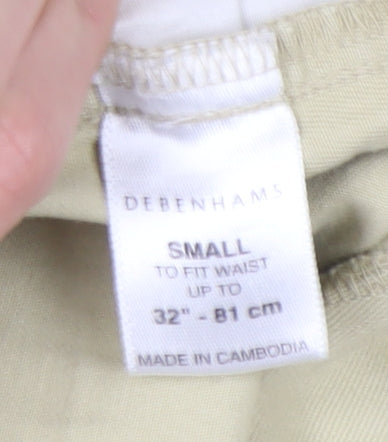 DEBENHAMS
SMALL
TO FIT WAIST
UP TO
32" - 81 cm
MADE IN CAMBODIA